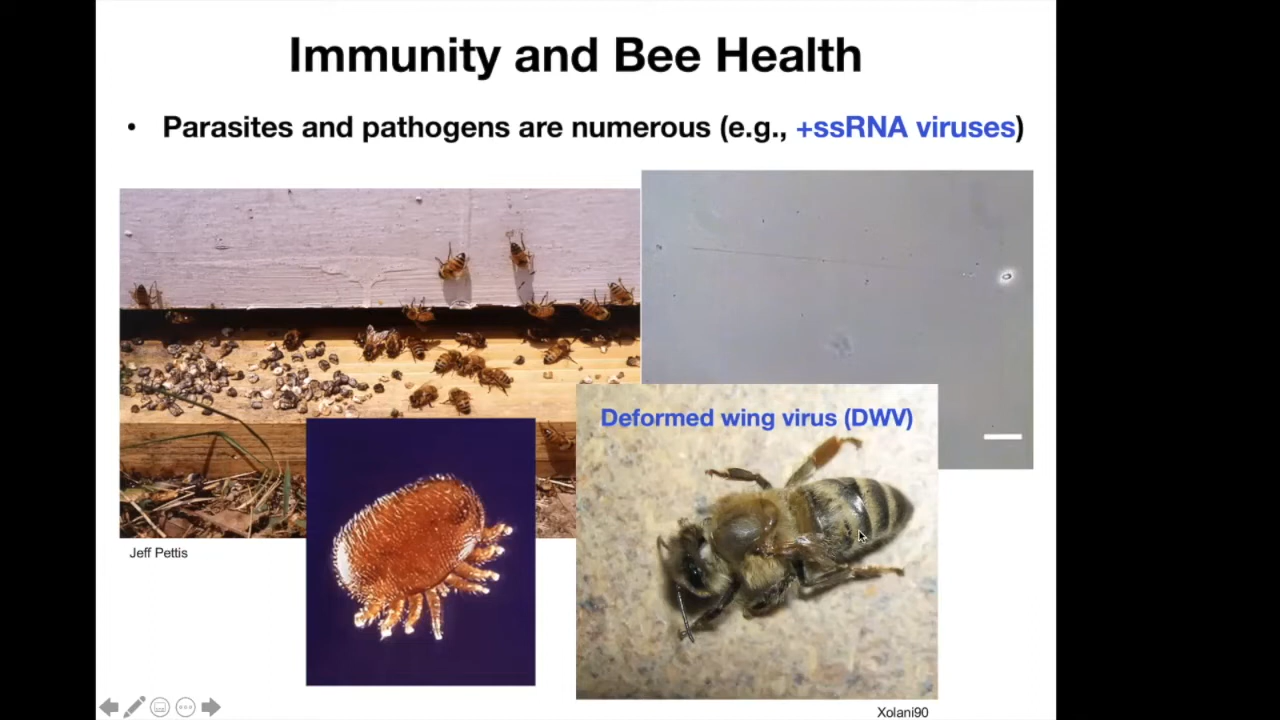 Immunity and Bee Health
• Parasites and pathogens are numerous (e.g., +ssRNA viruses)
Deformed wing virus (DWV)
Jeff Pettis
Xolani90